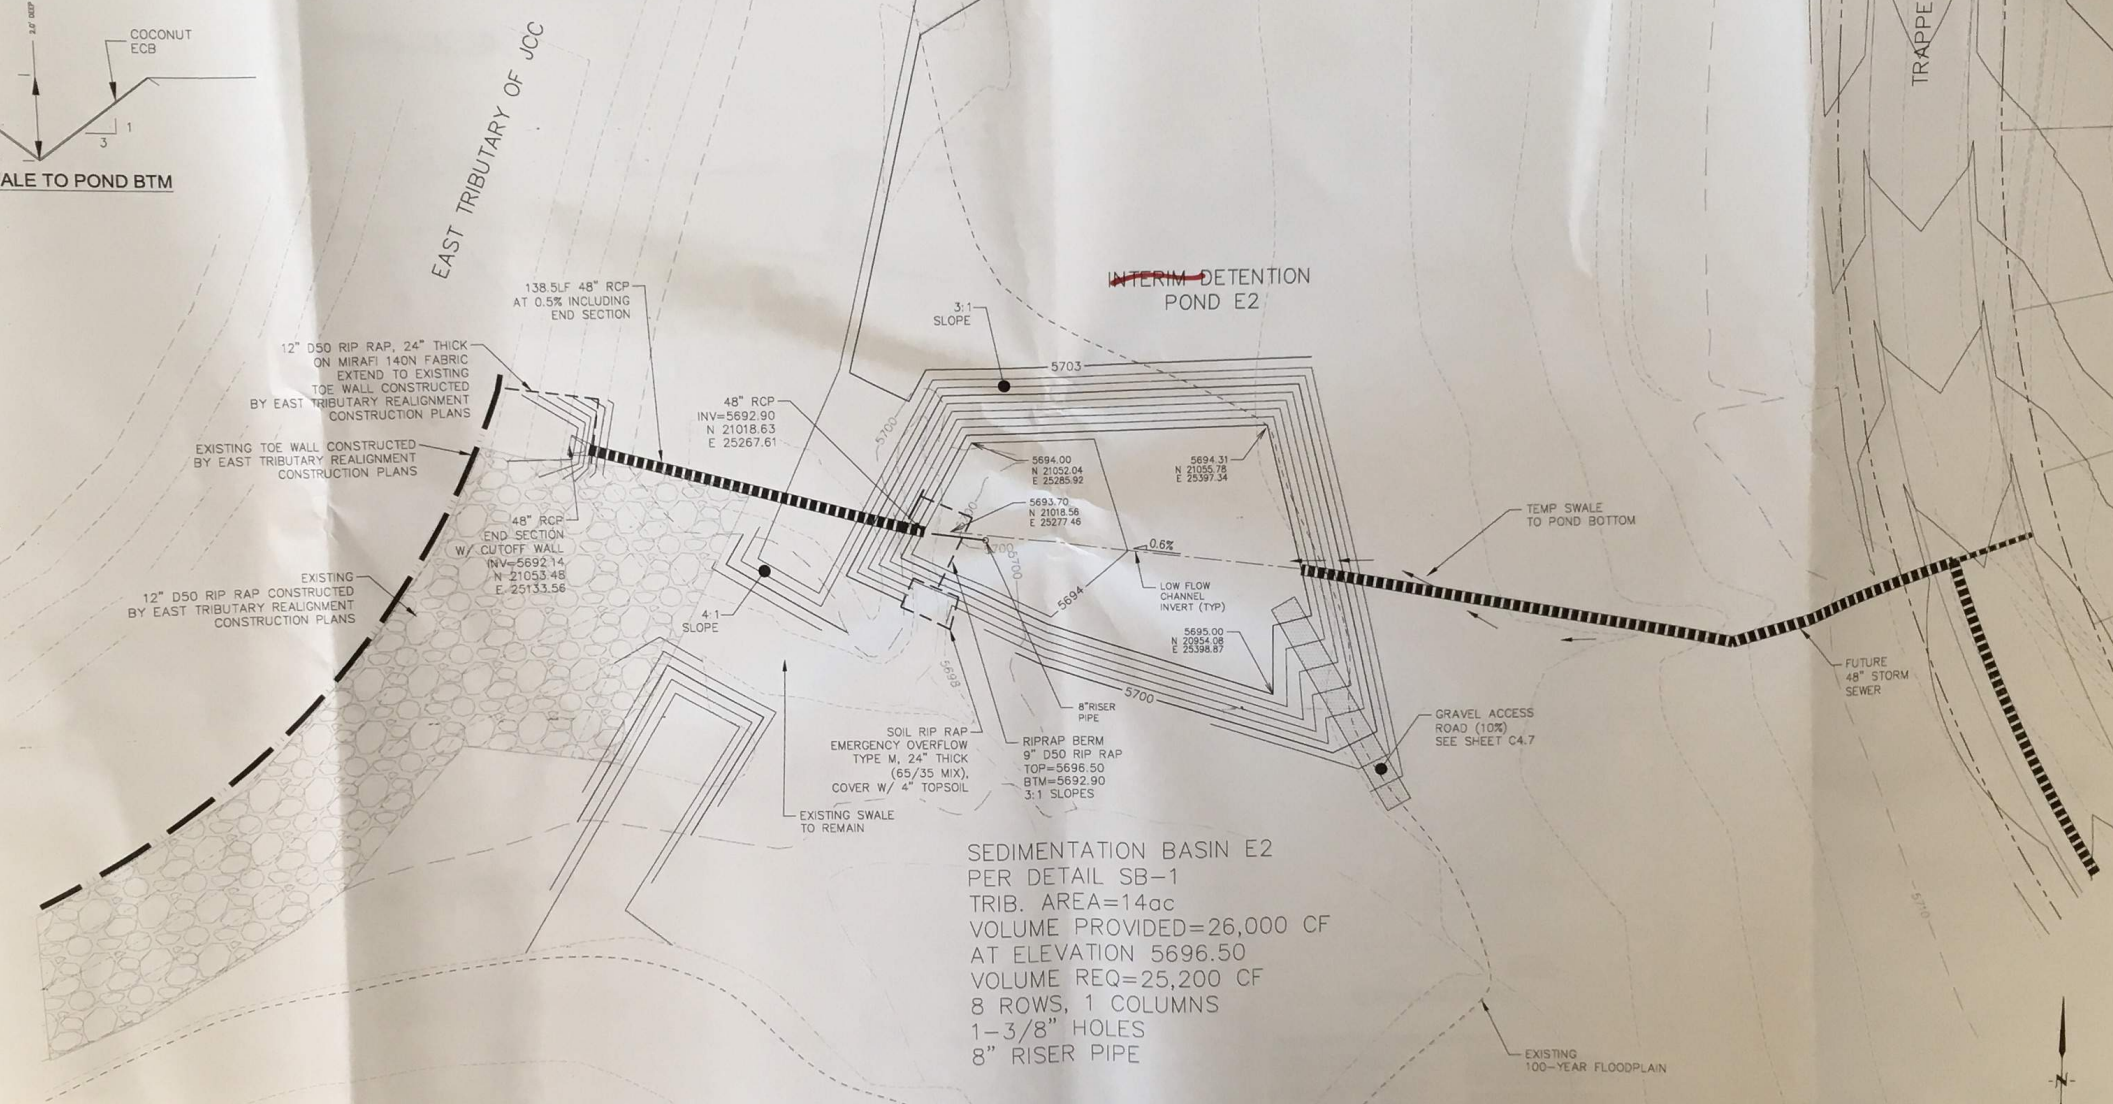 2.0' DEEP
COCONUT
ECB
1
3
ALE TO POND BTM
EAST TRIBUTARY OF JCC
TRAPPE
INTERIM DETENTION
POND E2
138.5LF 48" RCP
AT 0.5% INCLUDING
END SECTION
3:1
SLOPE
12" D50 RIP RAP, 24" THICK
ON MIRAFI 140N FABRIC
EXTEND TO EXISTING
TOE WALL CONSTRUCTED
BY EAST TRIBUTARY REALIGNMENT
CONSTRUCTION PLANS
5703
48" RCP
INV=5692.90
N 21018.63
E 25267.61
5700
EXISTING TOE WALL CONSTRUCTED
BY EAST TRIBUTARY REALIGNMENT
CONSTRUCTION PLANS
5694.00
N 21052.04
E 25285.92
5694.31
N 21055.78
E 25397.34
5693.70
N 21018.56
E 25277.46
48" RCP
END SECTION
W/ CUTOFF WALL
INV=5692.14
N 21053.48
E 25133.56
TEMP SWALE
TO POND BOTTOM
5700
5700
0.6%
EXISTING
12" D50 RIP RAP CONSTRUCTED
BY EAST TRIBUTARY REALIGNMENT
CONSTRUCTION PLANS
4:1
SLOPE
5694
LOW FLOW
CHANNEL
INVERT (TYP)
5695.00
N 20954.08
E 25398.87
5698
5700
FUTURE
48" STORM
SEWER
8"RISER
PIPE
GRAVEL ACCESS
ROAD (10%)
SEE SHEET C4.7
SOIL RIP RAP
EMERGENCY OVERFLOW
TYPE M, 24" THICK
(65/35 MIX),
COVER W/ 4" TOPSOIL
RIPRAP BERM
9" D50 RIP RAP
TOP=5696.50
BTM=5692.90
3:1 SLOPES
EXISTING SWALE
TO REMAIN
SEDIMENTATION BASIN E2
PER DETAIL SB-1
TRIB. AREA=14ac
VOLUME PROVIDED=26,000 CF
AT ELEVATION 5696.50
VOLUME REQ=25,200 CF
8 ROWS, 1 COLUMNS
1-3/8" HOLES
8" RISER PIPE
5710
EXISTING
100-YEAR FLOODPLAIN
N